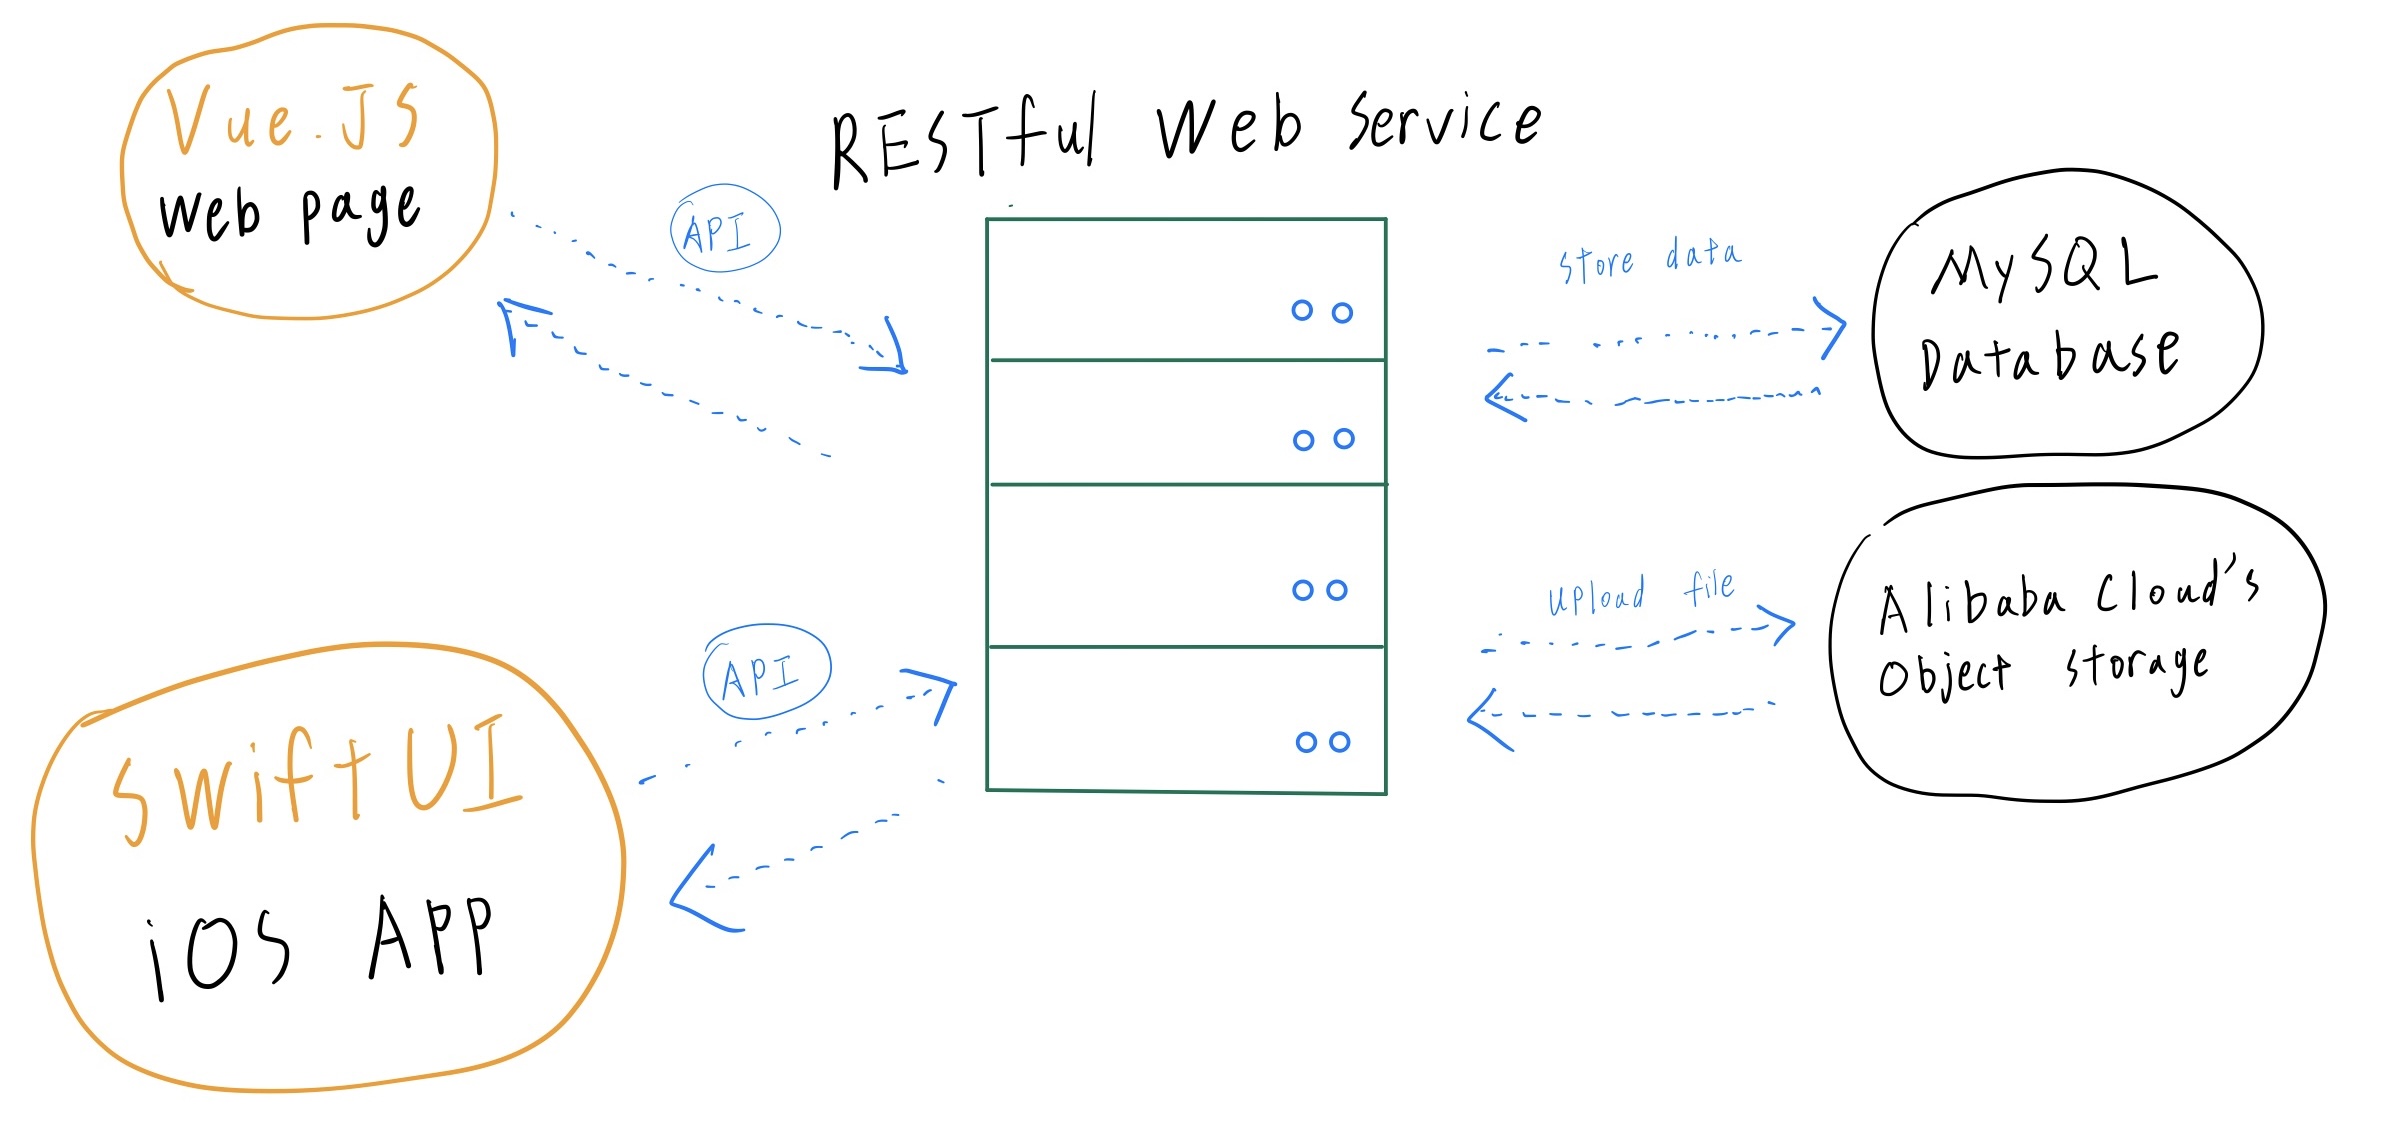 Vue.JS
Web page
API
RESTful Web Service
store data
MySQL
Database
API
SwiftUI
iOS APP
upload file
Alibaba Cloud's
Object storage